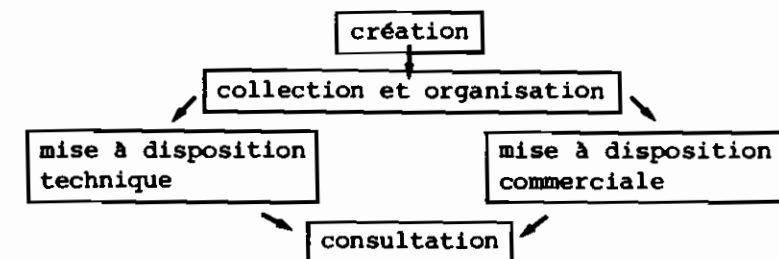 création
collection et organisation
mise à disposition
technique
mise à disposition
commerciale
consultation